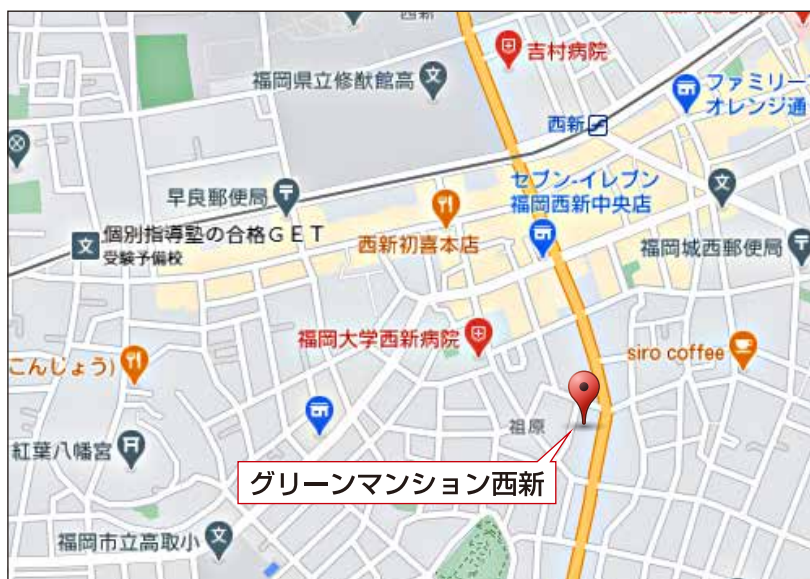 西新
吉村病院
福岡県立修猷館高
ファミリー
オレンジ通
西新
早良郵便局
セブン-イレブン
福岡西新中央店
個別指導塾の合格GET
受験予備校
西新初喜本店
福岡城西郵便局
福岡大学西新病院
siro coffee
こんじょう)
祖原
紅葉八幡宮
グリーンマンション西新
福岡市立高取小